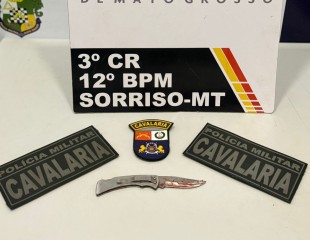 DE MATO GROSSO
3º CR
12º BPM
SORRISO-MT
CAVALARIA
POLÍCIA MILITAR
CAVALARIA
POLÍCIA MILITAR
CAVALARIA